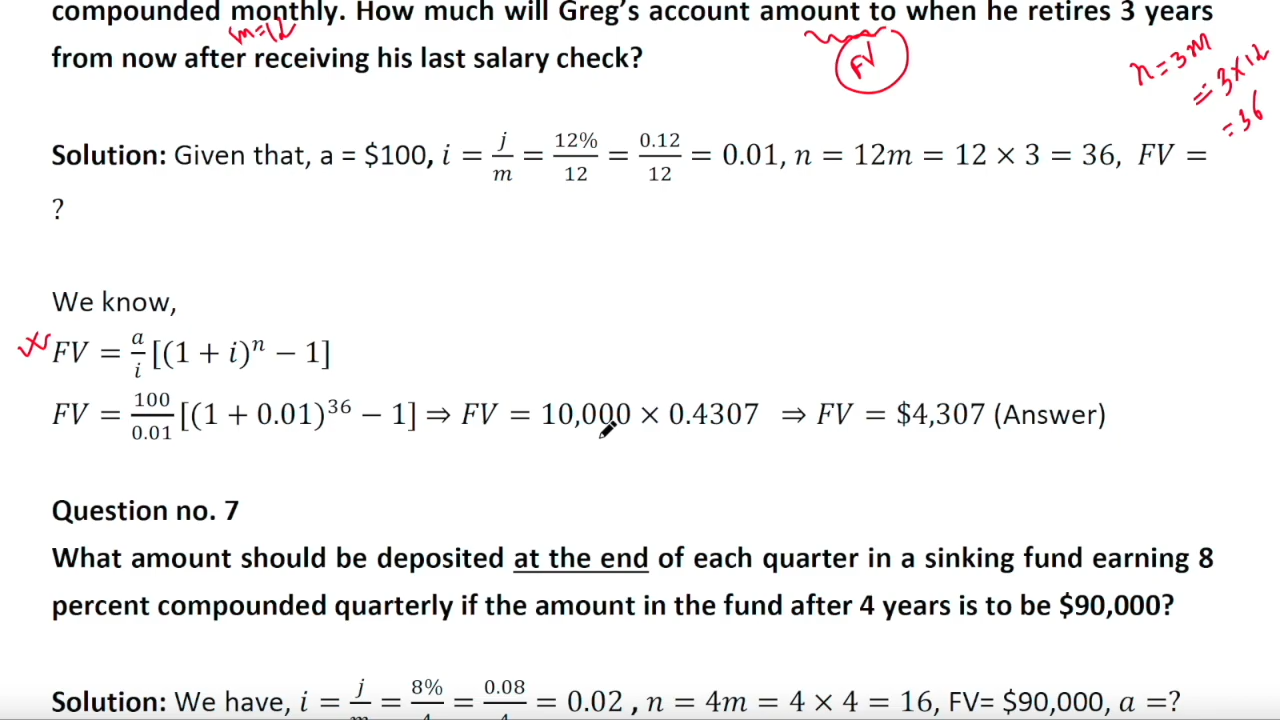 compounded monthly. How much will Greg's account amount to when he retires 3 years
m=12
from now after receiving his last salary check?
FV
n=3m
=3×12
=36
Solution: Given that, a = $100, i = j/m = 12%/12 = 0.12/12 = 0.01, n = 12m = 12 × 3 = 36, FV =
?
We know,
FV = a/i [(1 + i)^n − 1]
FV = 100/0.01 [(1 + 0.01)^36 − 1] ⇒ FV = 10,000 × 0.4307 ⇒ FV = $4,307 (Answer)
Question no. 7
What amount should be deposited at the end of each quarter in a sinking fund earning 8
percent compounded quarterly if the amount in the fund after 4 years is to be $90,000?
Solution: We have, i = j/m = 8%/4 = 0.08/4 = 0.02 , n = 4m = 4 × 4 = 16, FV= $90,000, a =?